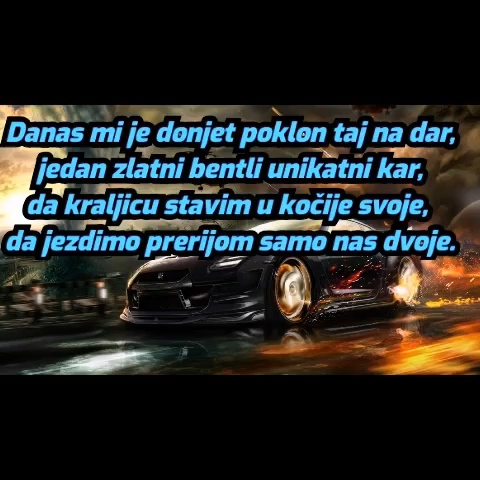 Danas mi je donjet poklon taj na dar,
jedan zlatni bentli unikatni kar,
da kraljicu stavim u kočije svoje,
da jezdimo prerijom samo nas dvoje.